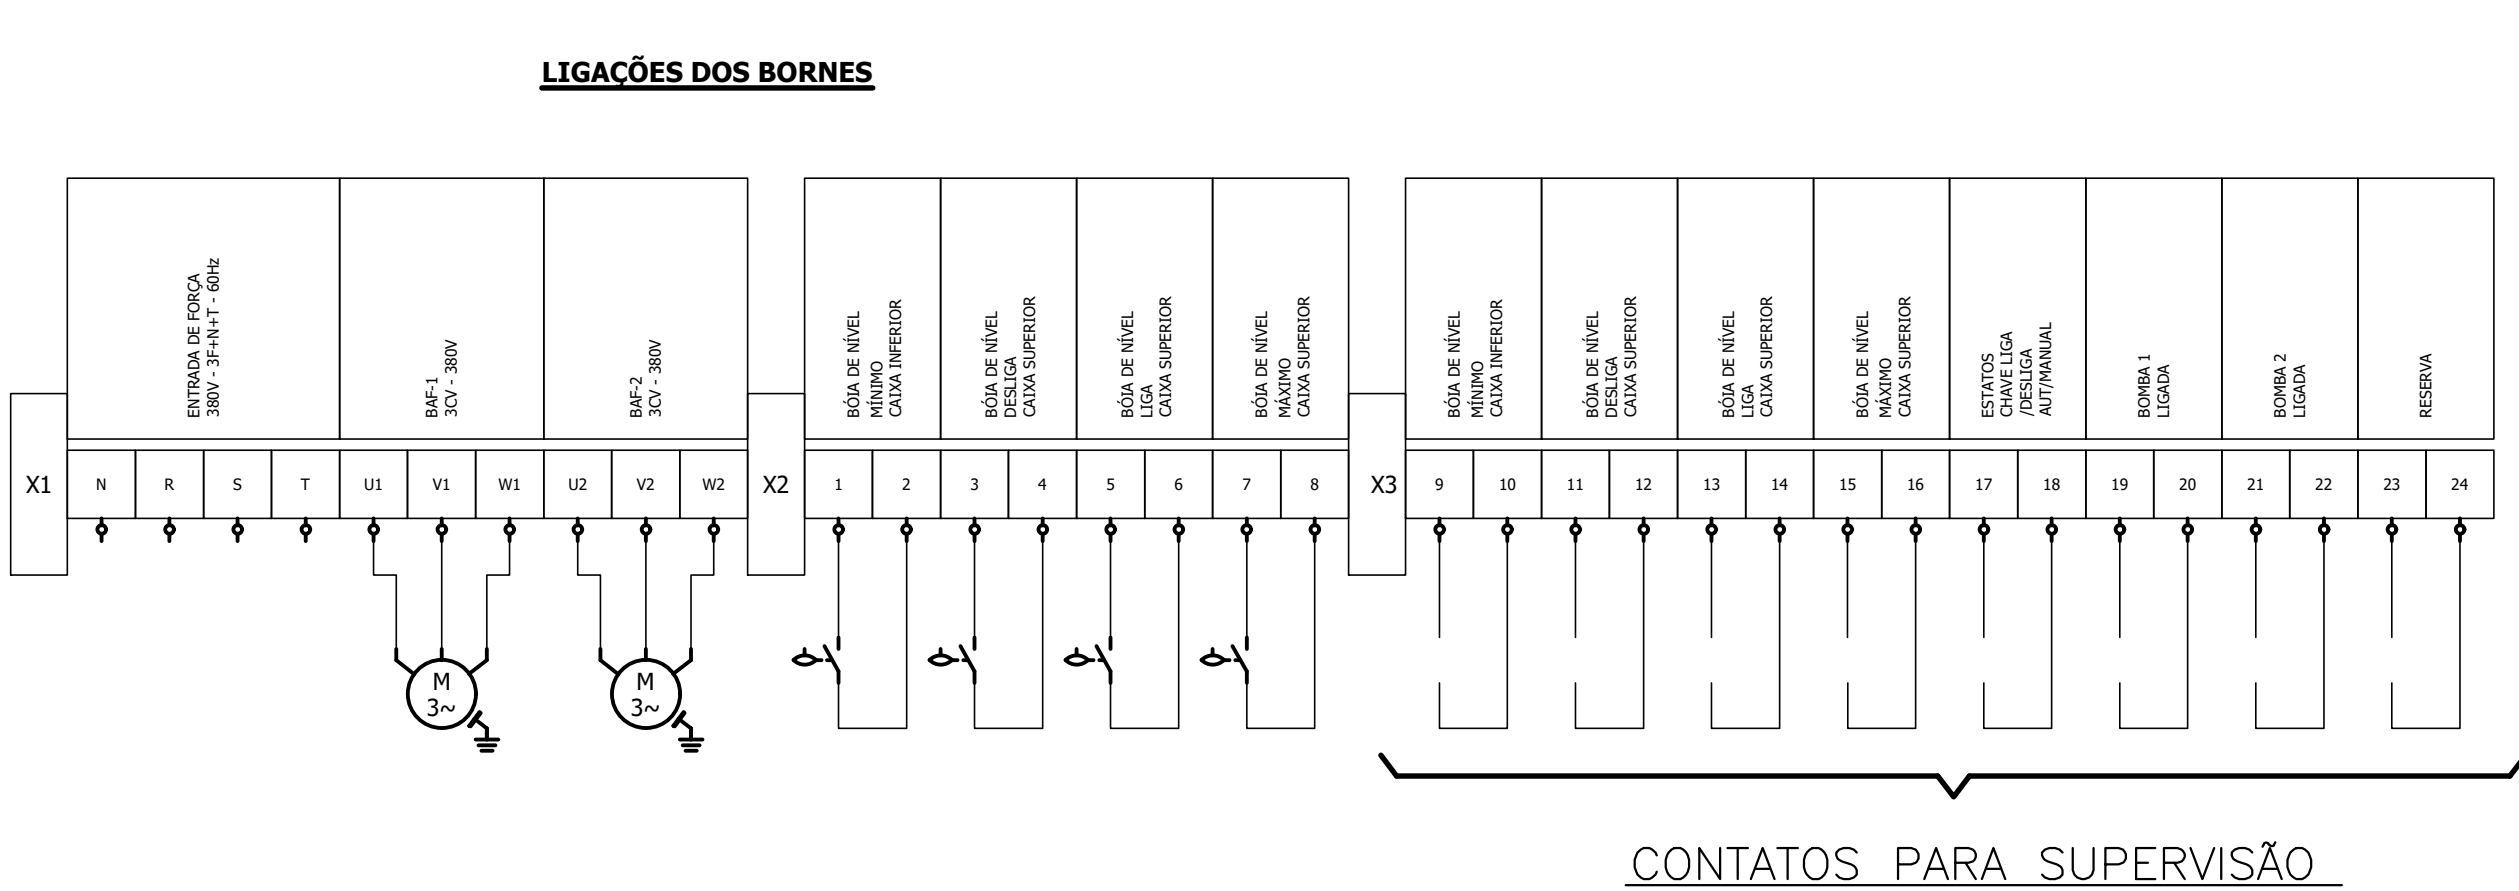 LIGAÇÕES DOS BORNES
ENTRADA DE FORÇA
380V - 3F+N+T - 60Hz
BAF-1
3CV - 380V
BAF-2
3CV - 380V
BÓIA DE NÍVEL
MÍNIMO
CAIXA INFERIOR
BÓIA DE NÍVEL
DESLIGA
CAIXA SUPERIOR
BÓIA DE NÍVEL
LIGA
CAIXA SUPERIOR
BÓIA DE NÍVEL
MÁXIMO
CAIXA SUPERIOR
BÓIA DE NÍVEL
MÍNIMO
CAIXA INFERIOR
BÓIA DE NÍVEL
DESLIGA
CAIXA SUPERIOR
BÓIA DE NÍVEL
LIGA
CAIXA SUPERIOR
BÓIA DE NÍVEL
MÁXIMO
CAIXA SUPERIOR
ESTATOS
CHAVE LIGA
/DESLIGA
AUT/MANUAL
BOMBA 1
LIGADA
BOMBA 2
LIGADA
RESERVA
X1 N R S T U1 V1 W1 U2 V2 W2 X2 1 2 3 4 5 6 7 8 X3 9 10 11 12 13 14 15 16 17 18 19 20 21 22 23 24
M
3~
M
3~
CONTATOS PARA SUPERVISÃO